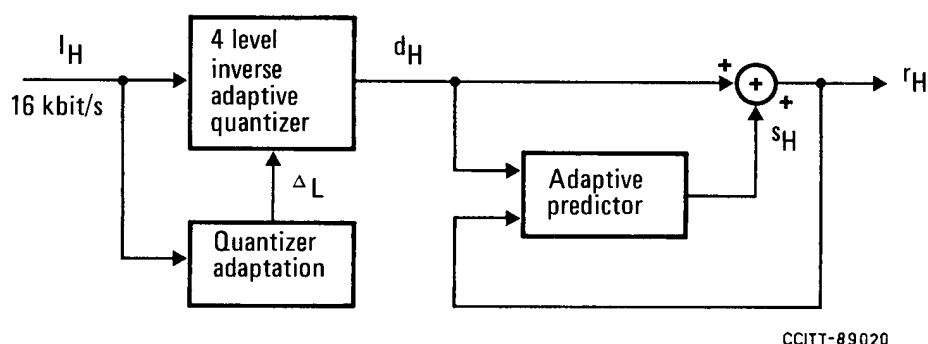 I_H
16 kbit/s
4 level
inverse
adaptive
quantizer
d_H
+
+
+
r_H
s_H
Δ_L
Adaptive
predictor
Quantizer
adaptation
CCITT-89020